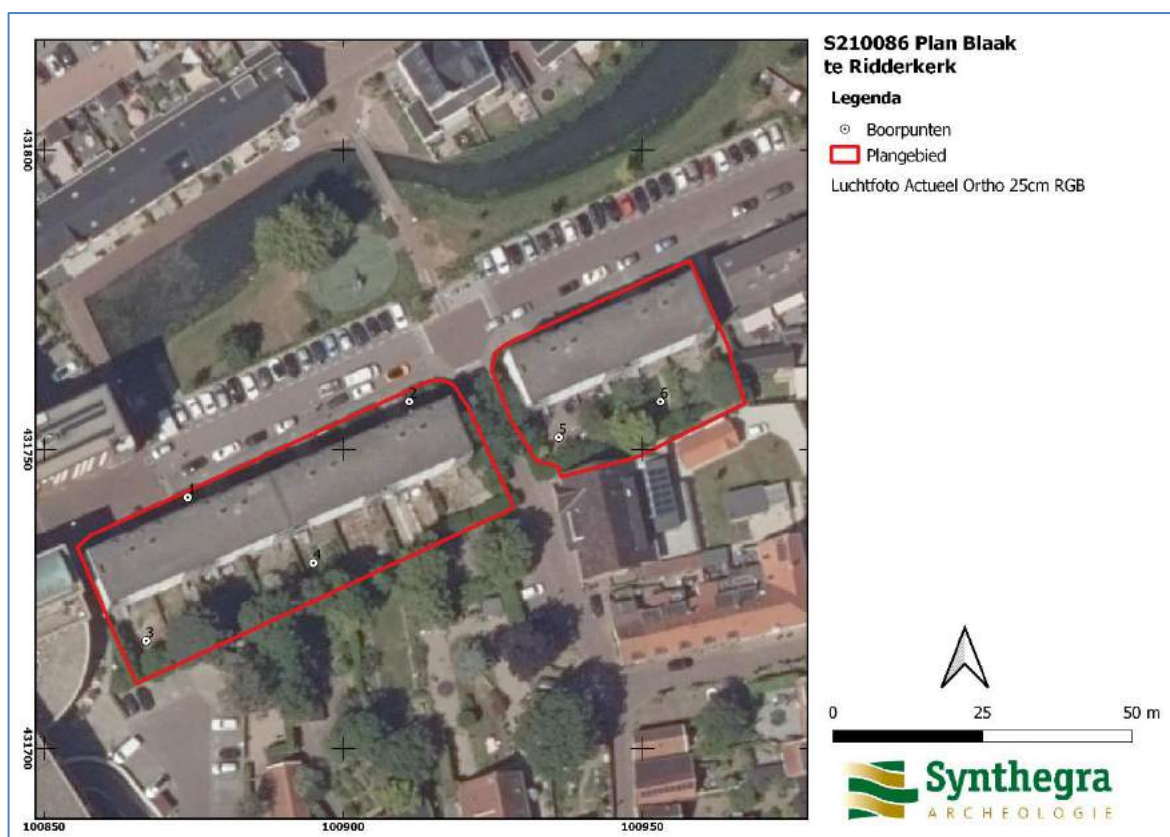 S210086 Plan Blaak
te Ridderkerk
Legenda
Boorpunten
Plangebied
Luchtfoto Actueel Ortho 25cm RGB
431800
431750
431700
1
2
3
4
5
6
100850
100900
100950
0 25 50 m
Synthegra
ARCHEOLOGIE